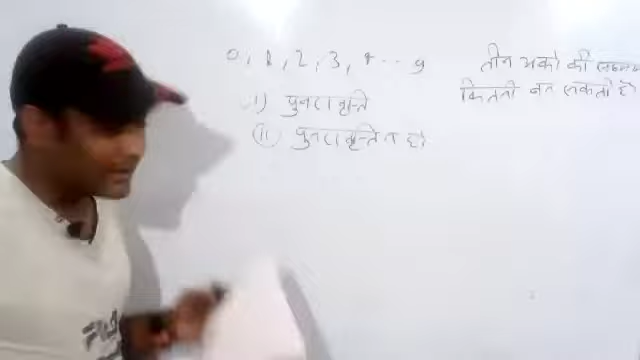 0, 1, 2, 3, 4 .. 9
तीन अंको की
कितनी बन सकती है
i) पुनरावृत्ति
(ii) पुनरावृत्ति न हो